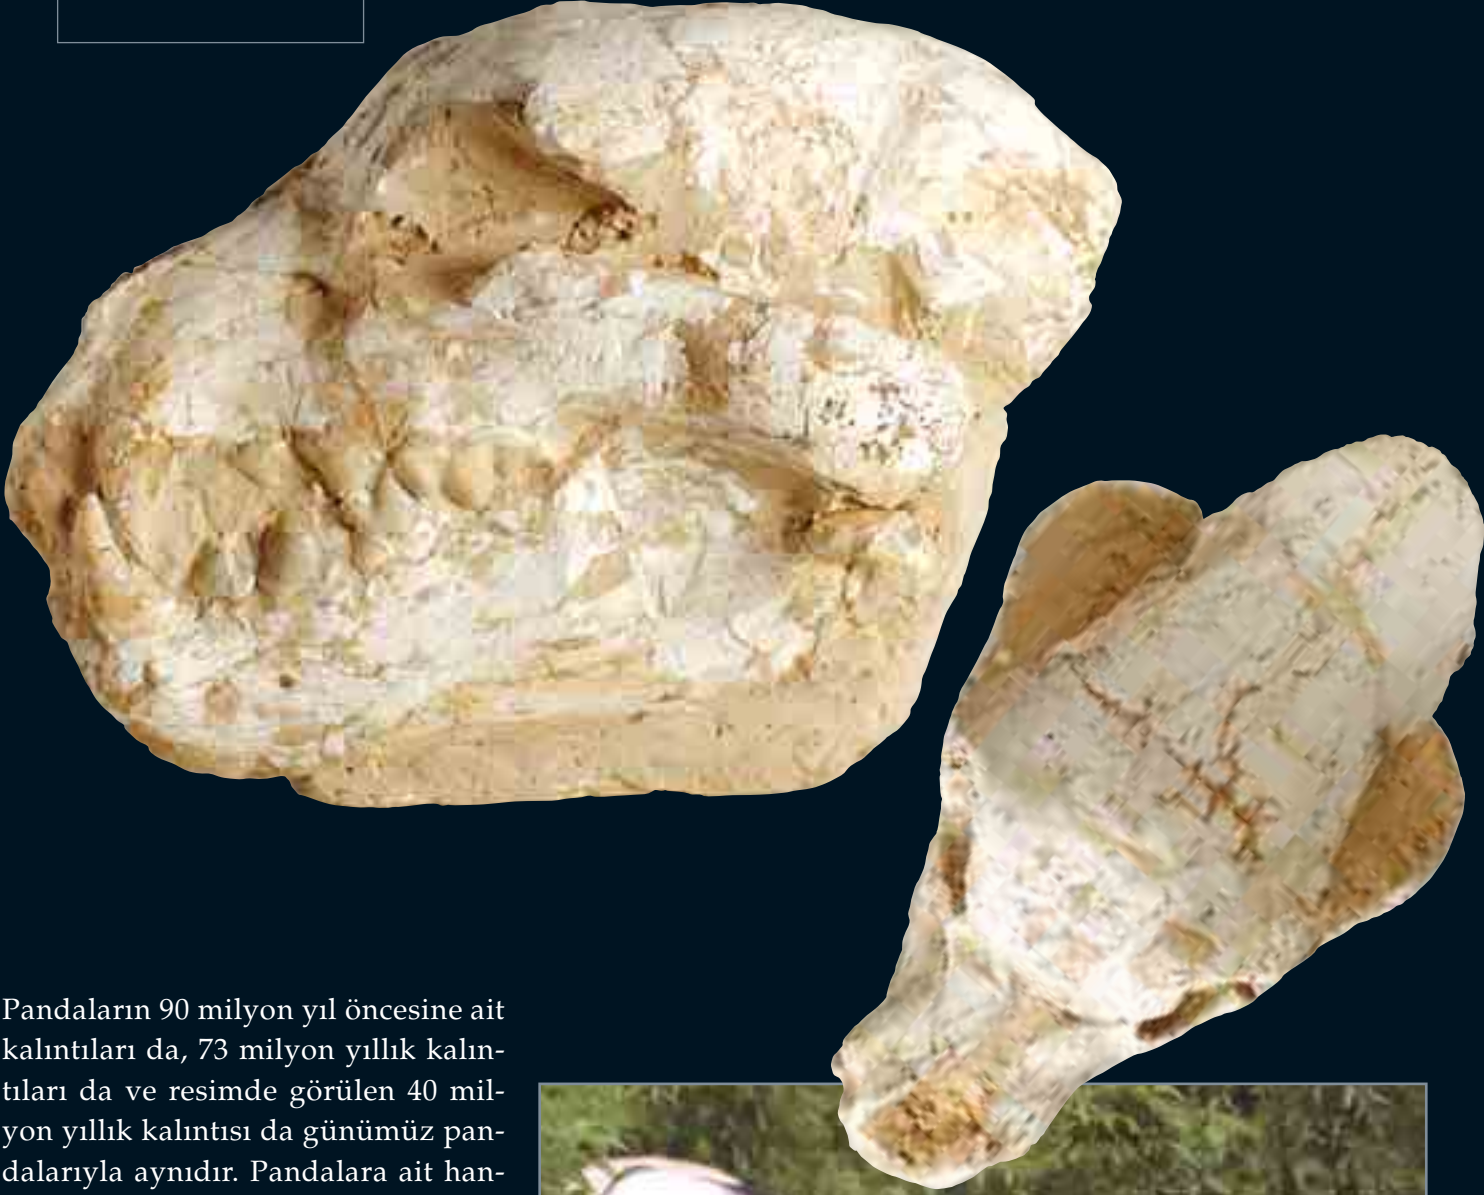 Pandaların 90 milyon yıl öncesine ait
kalıntıları da, 73 milyon yıllık kalın-
tıları da ve resimde görülen 40 mil-
yon yıllık kalıntısı da günümüz pan-
dalarıyla aynıdır. Pandalara ait han-